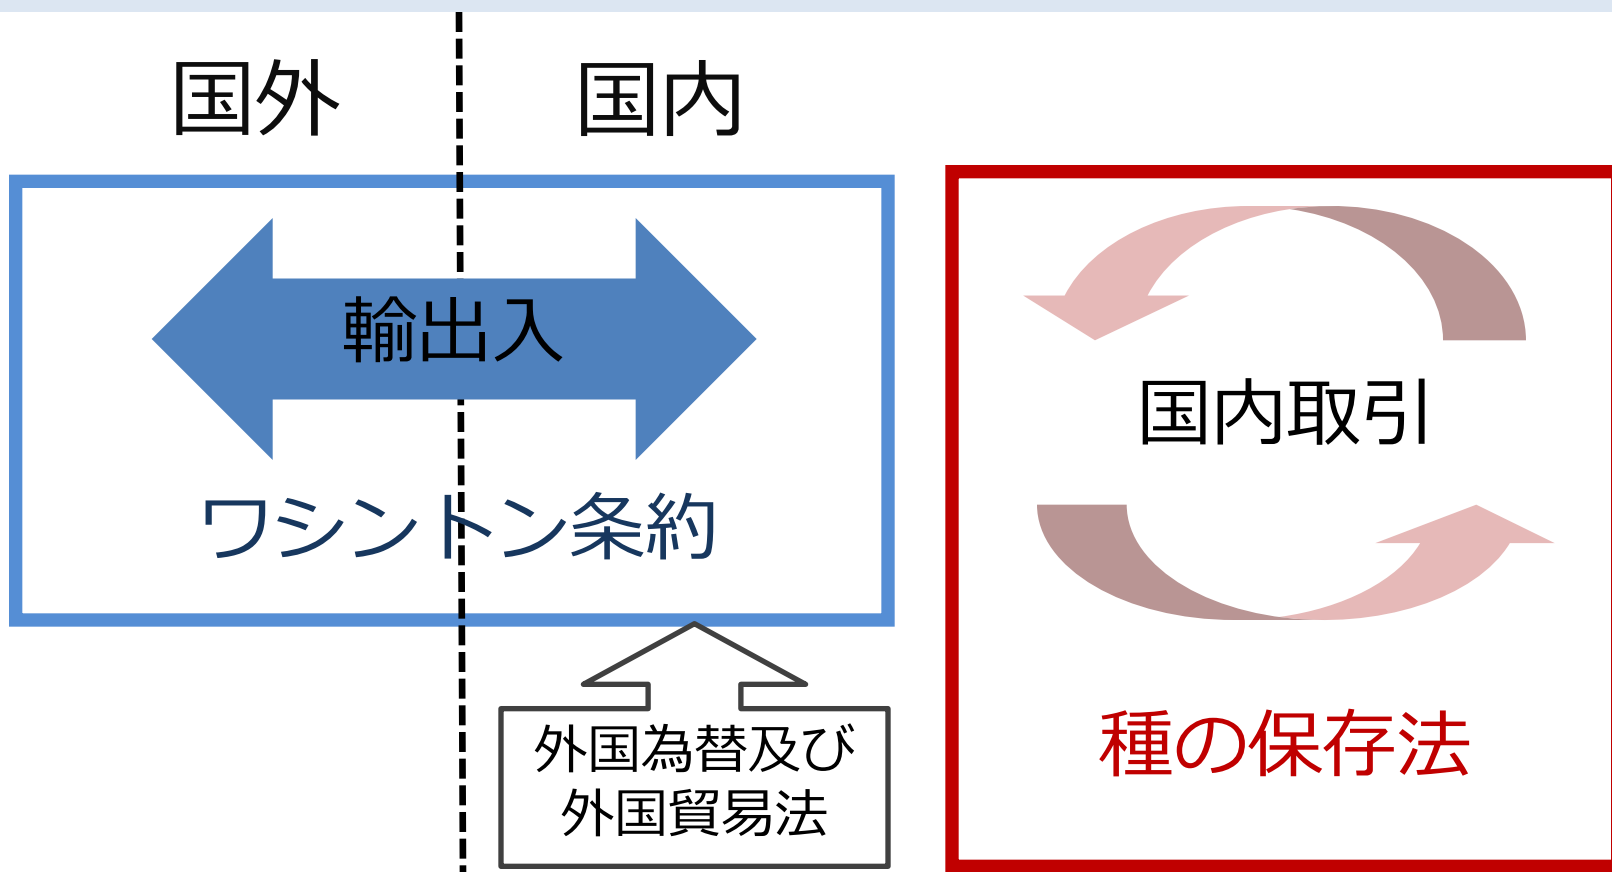 国外
国内
輸出入
ワシントン条約
外国為替及び
外国貿易法
国内取引
種の保存法